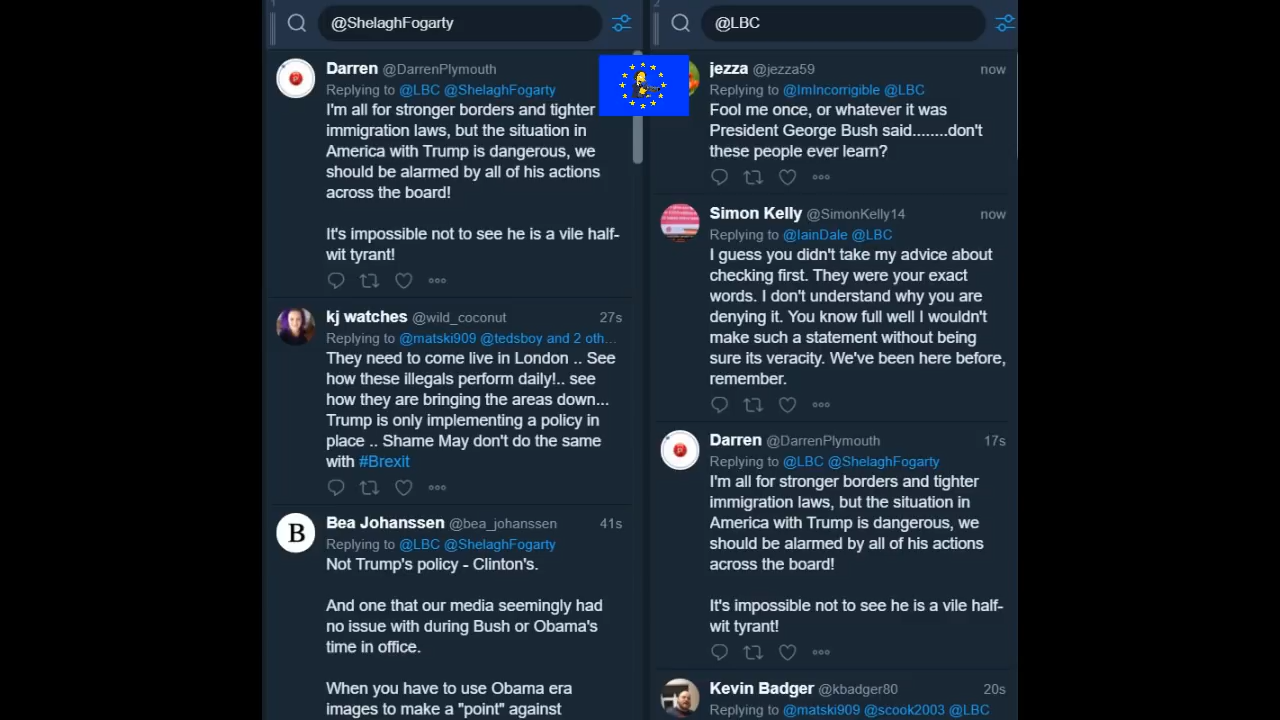 1
@ShelaghFogarty
Darren @DarrenPlymouth
Replying to @LBC @ShelaghFogarty
I'm all for stronger borders and tighter
immigration laws, but the situation in
America with Trump is dangerous, we
should be alarmed by all of his actions
across the board!
It's impossible not to see he is a vile half-
wit tyrant!
kj watches @wild_coconut 27s
Replying to @matski909 @tedsboy and 2 oth...
They need to come live in London .. See
how these illegals perform daily!.. see
how they are bringing the areas down...
Trump is only implementing a policy in
place .. Shame May don't do the same
with #Brexit
B
Bea Johanssen @bea_johanssen 41s
Replying to @LBC @ShelaghFogarty
Not Trump's policy - Clinton's.
And one that our media seemingly had
no issue with during Bush or Obama's
time in office.
When you have to use Obama era
images to make a "point" against
2
@LBC
jezza @jezza59 now
Replying to @ImIncorrigible @LBC
Fool me once, or whatever it was
President George Bush said........don't
these people ever learn?
Simon Kelly @SimonKelly14 now
Replying to @IainDale @LBC
I guess you didn't take my advice about
checking first. They were your exact
words. I don't understand why you are
denying it. You know full well I wouldn't
make such a statement without being
sure its veracity. We've been here before,
remember.
Darren @DarrenPlymouth 17s
Replying to @LBC @ShelaghFogarty
I'm all for stronger borders and tighter
immigration laws, but the situation in
America with Trump is dangerous, we
should be alarmed by all of his actions
across the board!
It's impossible not to see he is a vile half-
wit tyrant!
Kevin Badger @kbadger80 20s
Replying to @matski909 @scook2003 @LBC